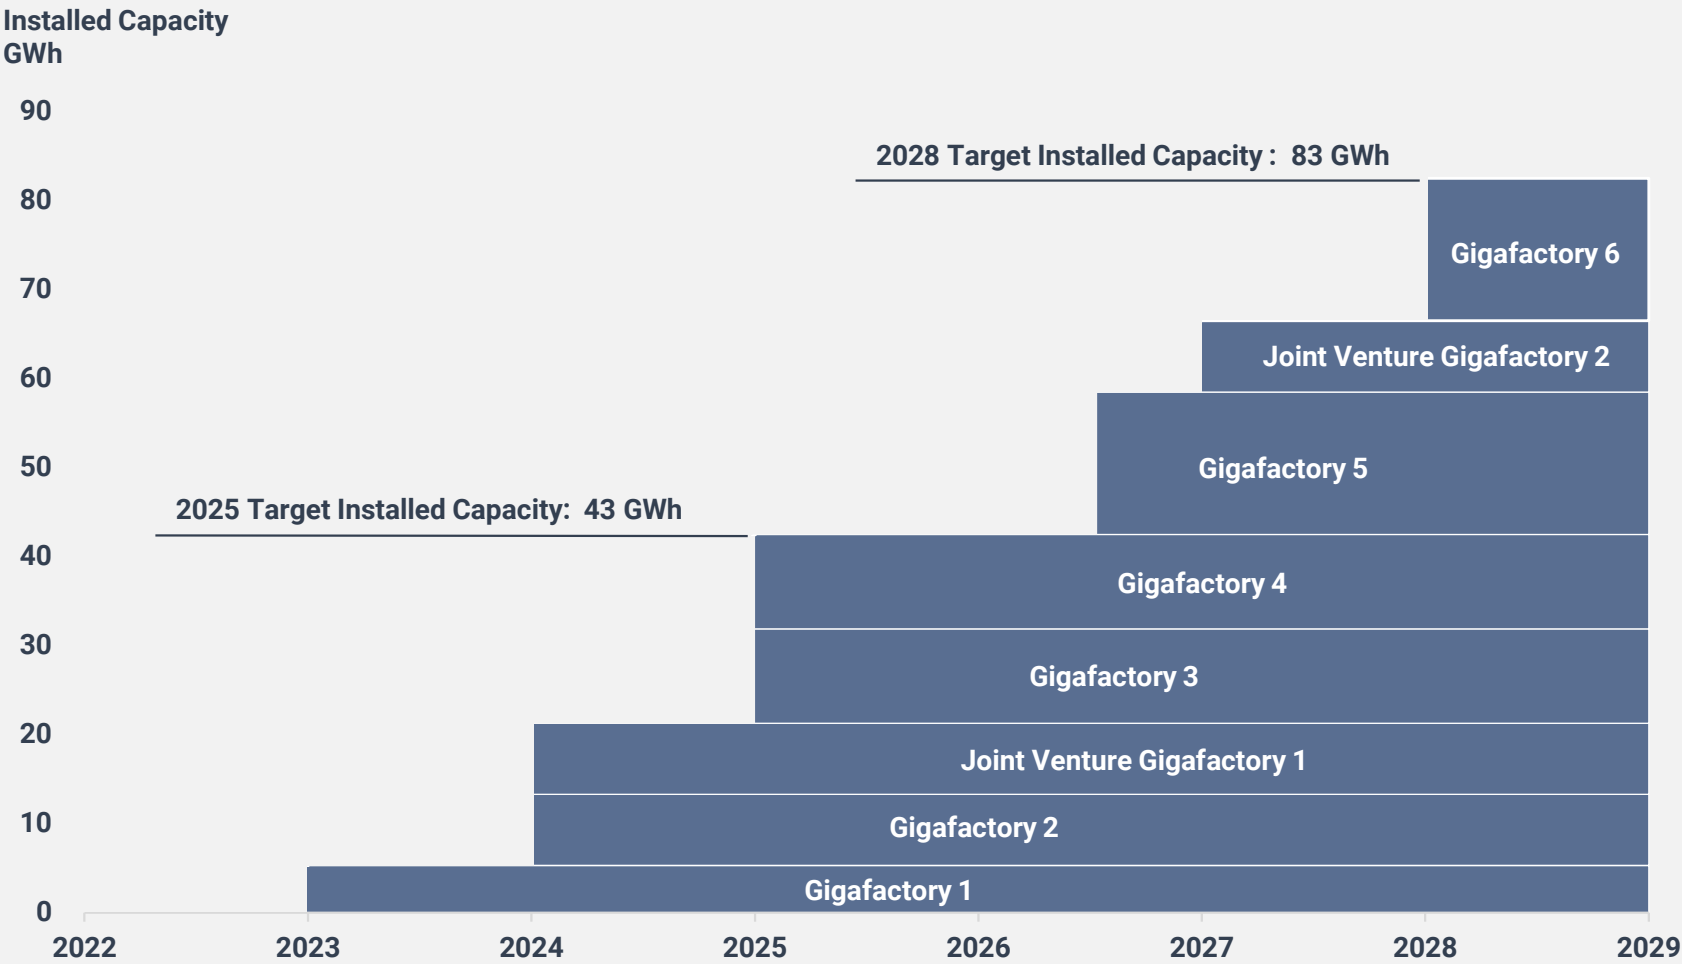 Installed Capacity
GWh
90
2028 Target Installed Capacity : 83 GWh
80
Gigafactory 6
70
Joint Venture Gigafactory 2
60
Gigafactory 5
50
2025 Target Installed Capacity: 43 GWh
40
Gigafactory 4
30
Gigafactory 3
20
Joint Venture Gigafactory 1
10
Gigafactory 2
Gigafactory 1
0
2022 2023 2024 2025 2026 2027 2028 2029